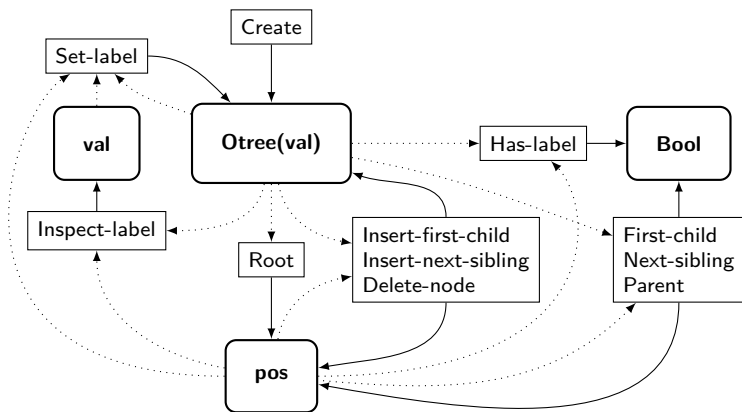 Create
Set-label
val
Otree(val)
Has-label
Bool
Inspect-label
Root
Insert-first-child
Insert-next-sibling
Delete-node
First-child
Next-sibling
Parent
pos